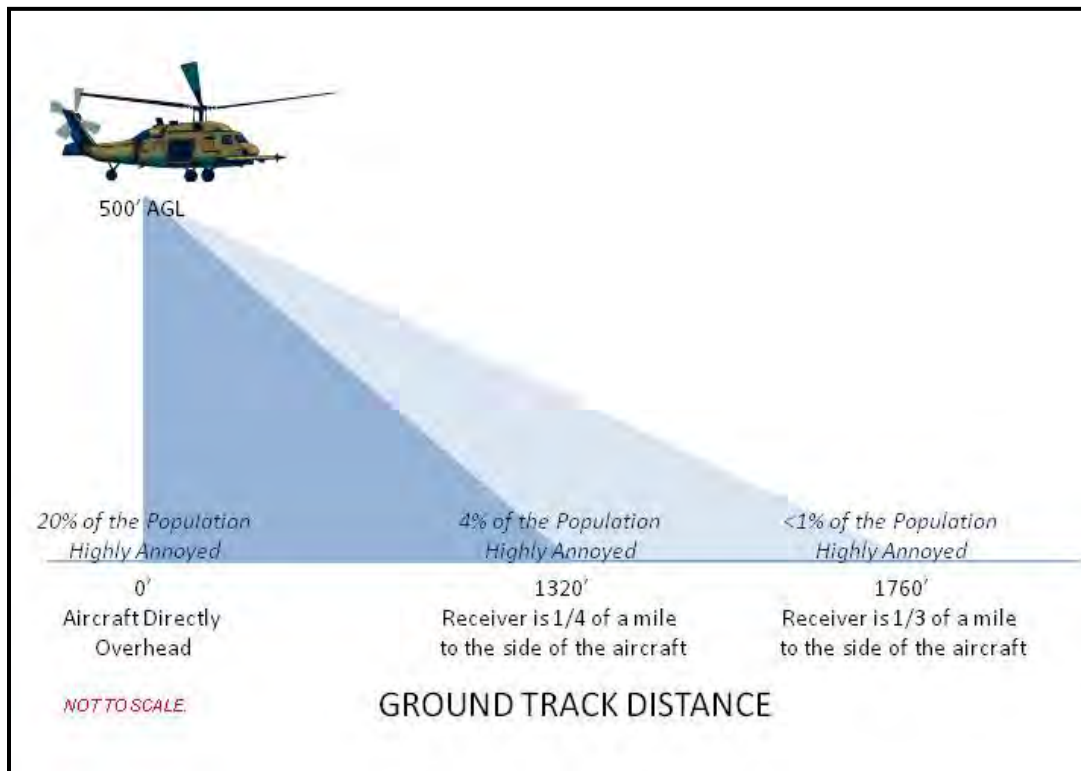 500' AGL
20% of the Population
Highly Annoyed
4% of the Population
Highly Annoyed
<1% of the Population
Highly Annoyed
0'
Aircraft Directly
Overhead
1320'
Receiver is 1/4 of a mile
to the side of the aircraft
1760'
Receiver is 1/3 of a mile
to the side of the aircraft
NOT TO SCALE.
GROUND TRACK DISTANCE